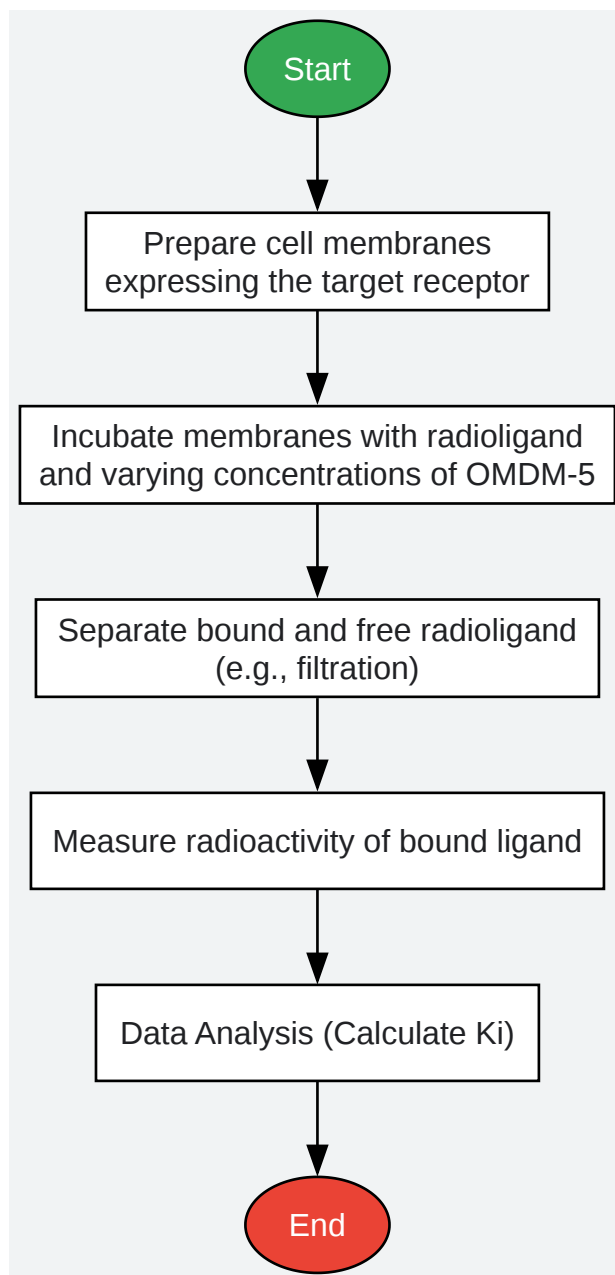 Start
Prepare cell membranes
expressing the target receptor
Incubate membranes with radioligand
and varying concentrations of OMDM-5
Separate bound and free radioligand
(e.g., filtration)
Measure radioactivity of bound ligand
Data Analysis (Calculate Ki)
End